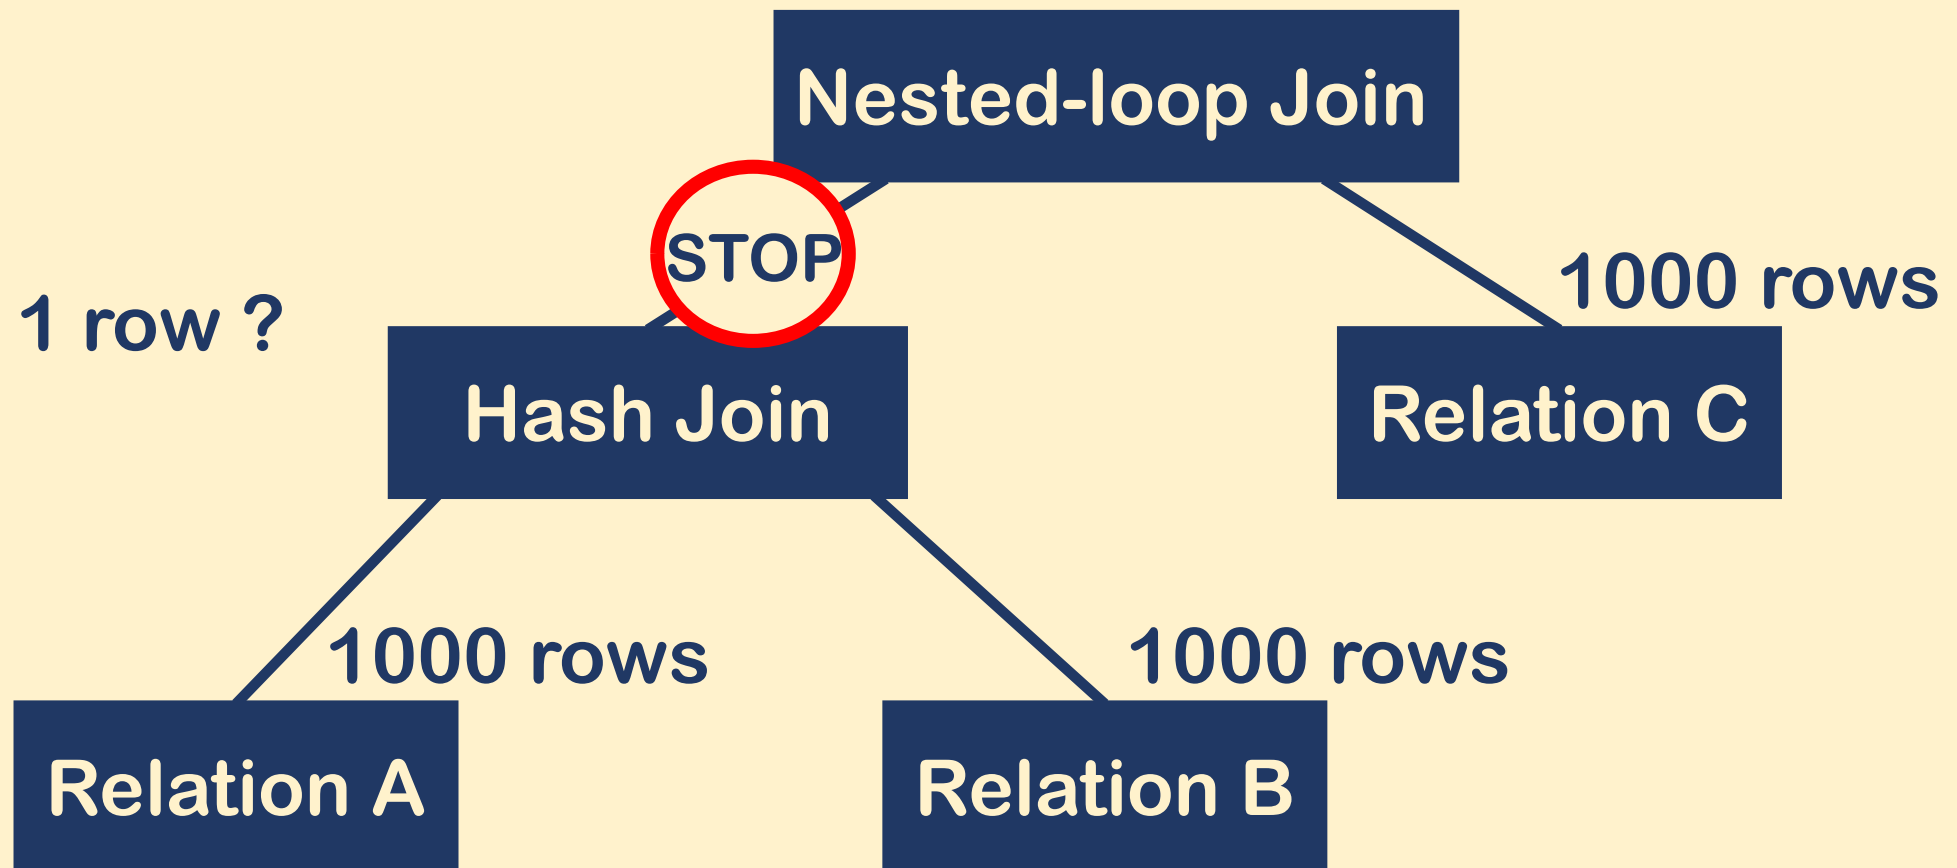 Nested-loop Join
STOP
1000 rows
1 row ?
Hash Join
Relation C
1000 rows
1000 rows
Relation A
Relation B